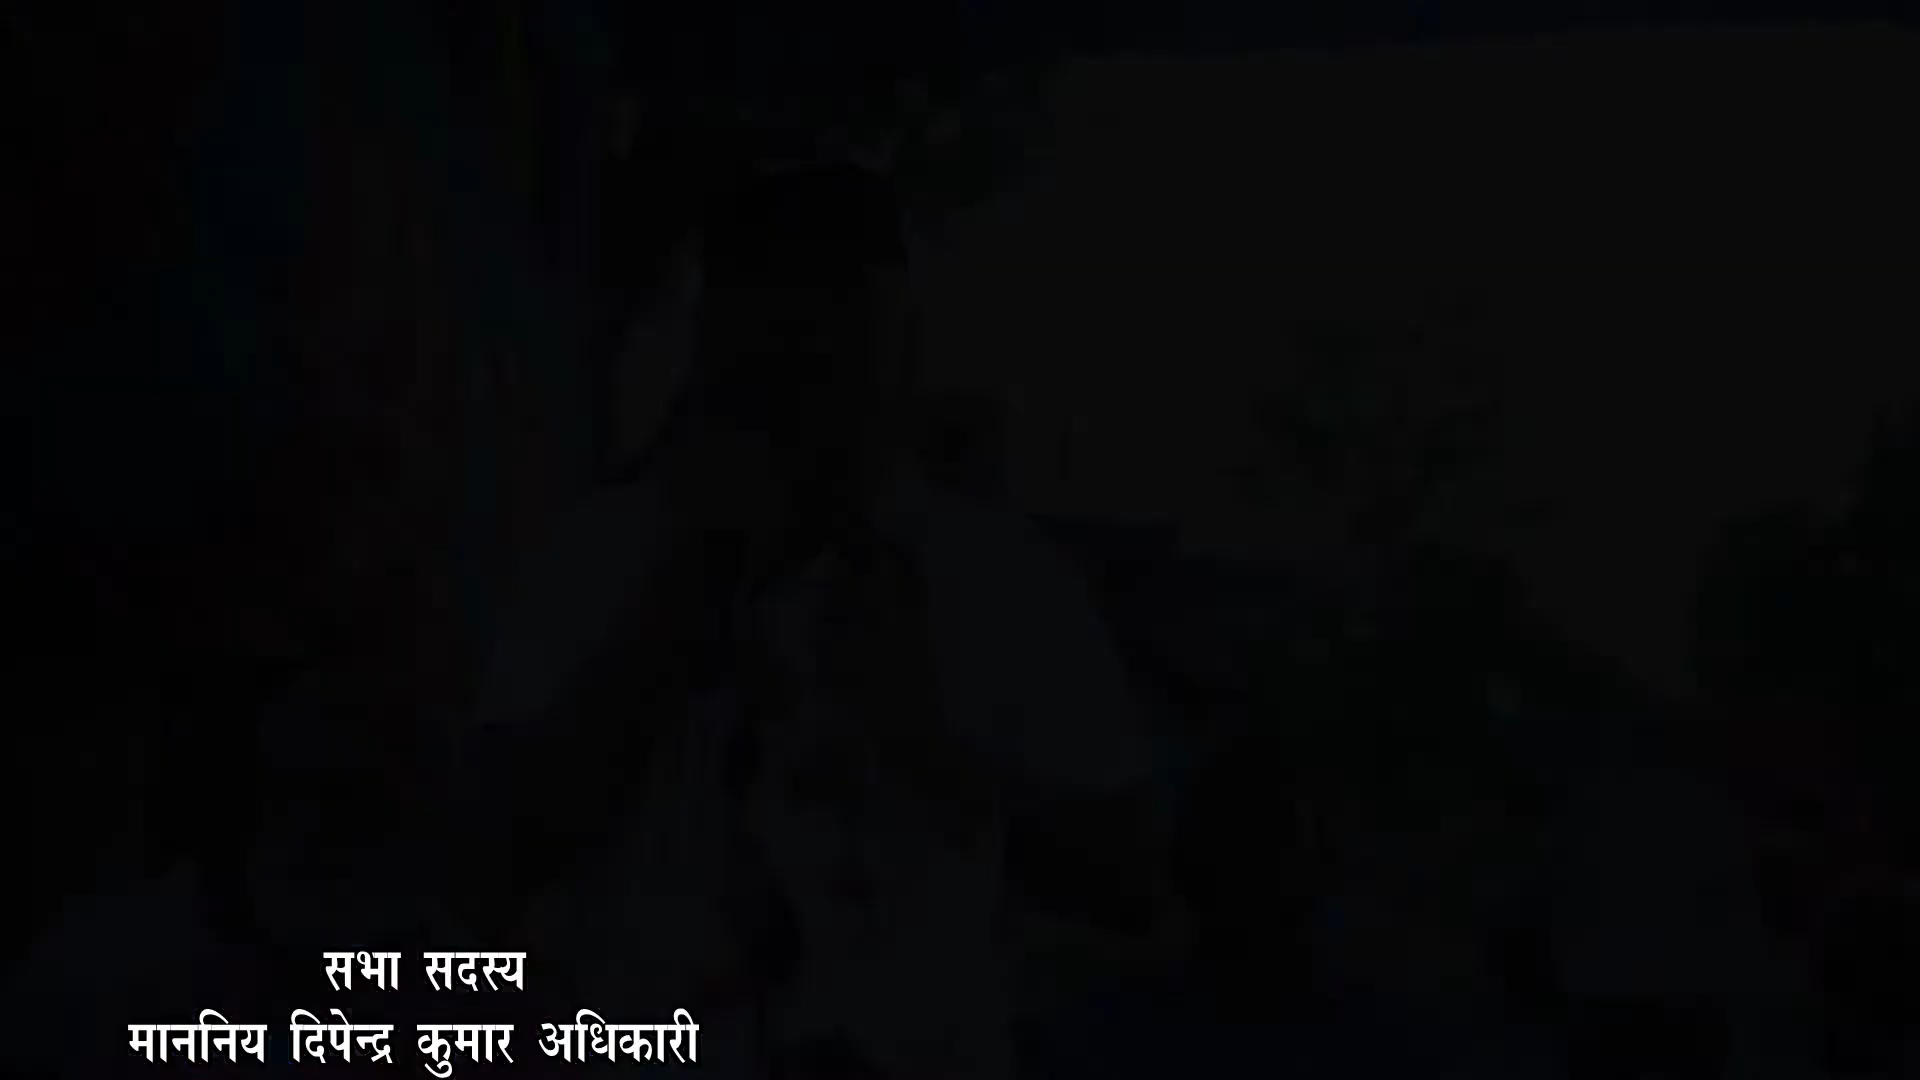 सभा सदस्य
माननिय दिपेन्द्र कुमार अधिकारी